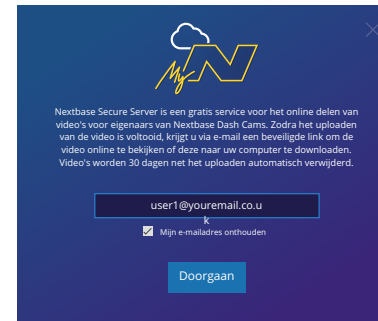 My N
Nextbase Secure Server is een gratis service voor het online delen van
video's voor eigenaars van Nextbase Dash Cams. Zodra het uploaden
van de video is voltooid, krijgt u via e-mail een beveiligde link om de
video online te bekijken of deze naar uw computer te downloaden.
Video's worden 30 dagen net het uploaden automatisch verwijderd.
user1@youremail.co.u
k
Mijn e-mailadres onthouden
Doorgaan